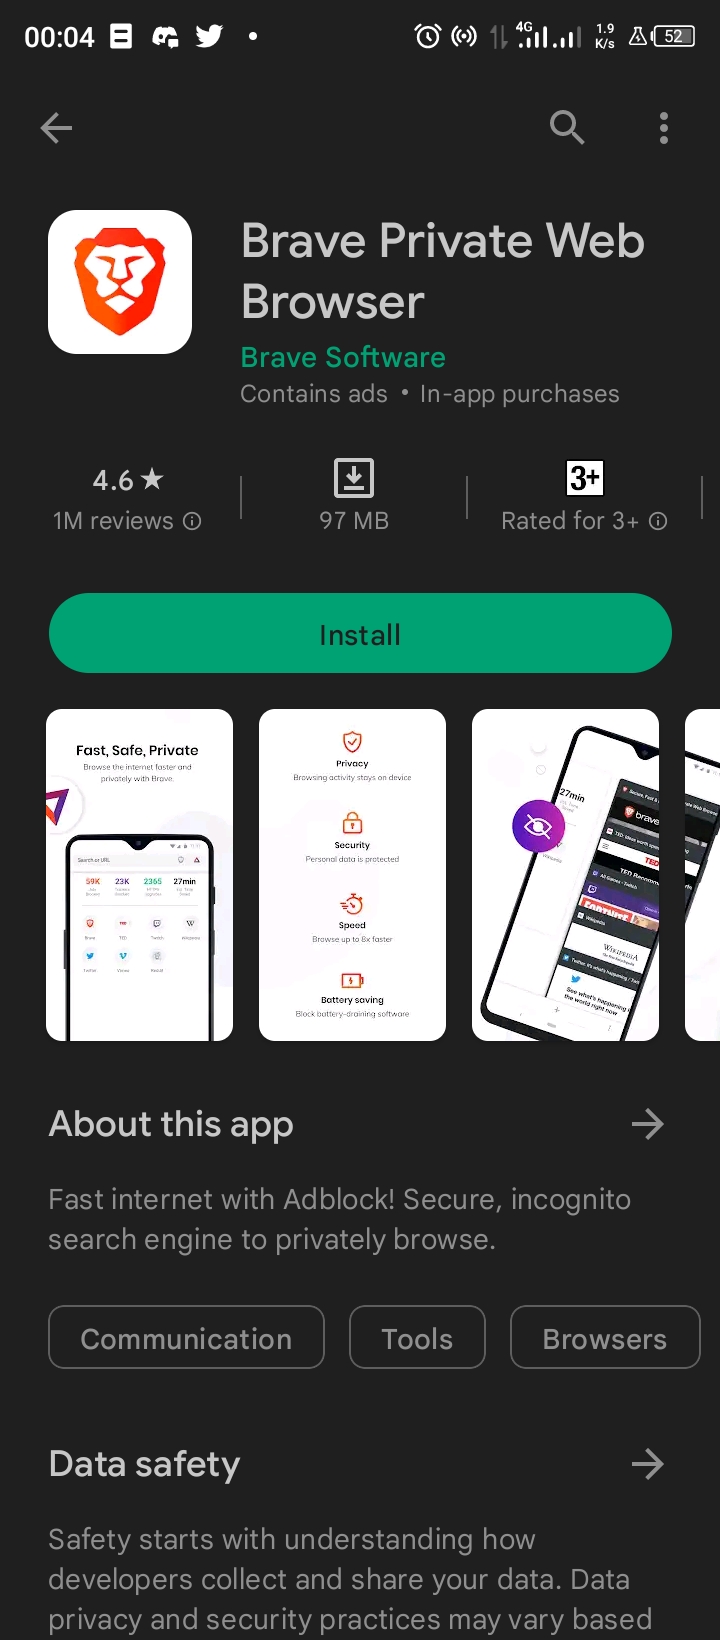 00:04
4G
1.9
K/s
52
Brave Private Web
Browser
Brave Software
Contains ads • In-app purchases
4.6 ★
1M reviews
97 MB
3+
Rated for 3+
Install
Fast, Safe, Private
Browse the internet faster and
privately with Brave.
Search or URL
59K 23K 2365 27min
Brave TED Twitch Wikipedia
Twitter Vimeo Reddit
Privacy
Browsing activity stays on device
Security
Personal data is protected
Speed
Browse up to 8x faster
Battery saving
Block battery-draining software
27min
brave
TED
FORTNITE
Wikipedia
WIKIPEDIA
See what's happening in
the world right now
About this app
Fast internet with Adblock! Secure, incognito
search engine to privately browse.
Communication
Tools
Browsers
Data safety
Safety starts with understanding how
developers collect and share your data. Data
privacy and security practices may vary based